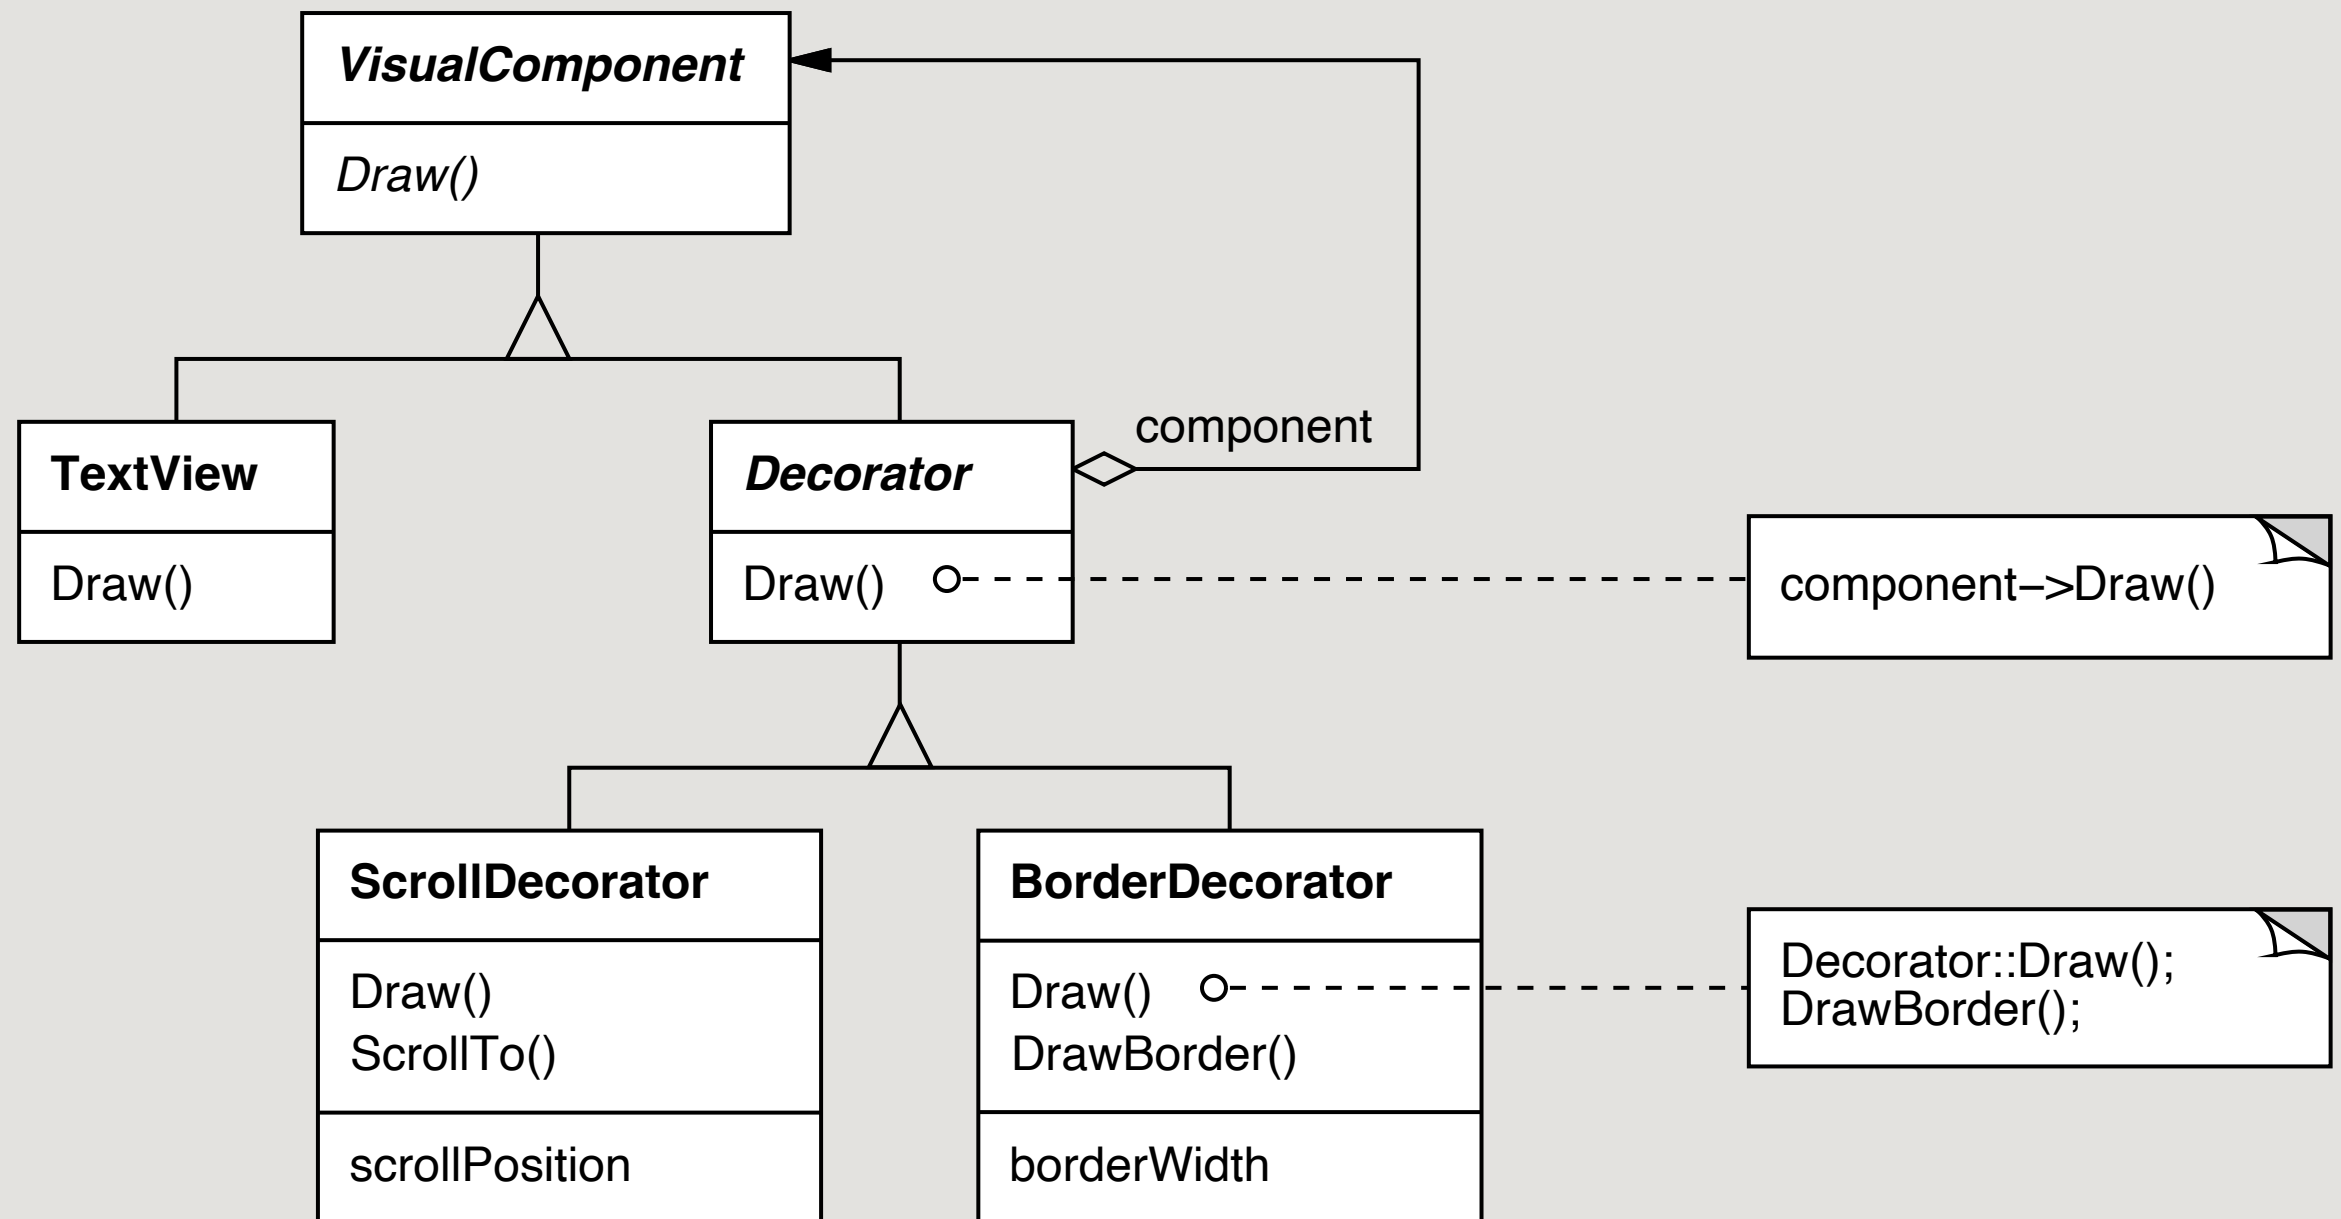 VisualComponent
Draw()
component
TextView
Draw()
Decorator
Draw()
component–>Draw()
ScrollDecorator
Draw()
ScrollTo()
scrollPosition
BorderDecorator
Draw()
DrawBorder()
borderWidth
Decorator::Draw();
DrawBorder();